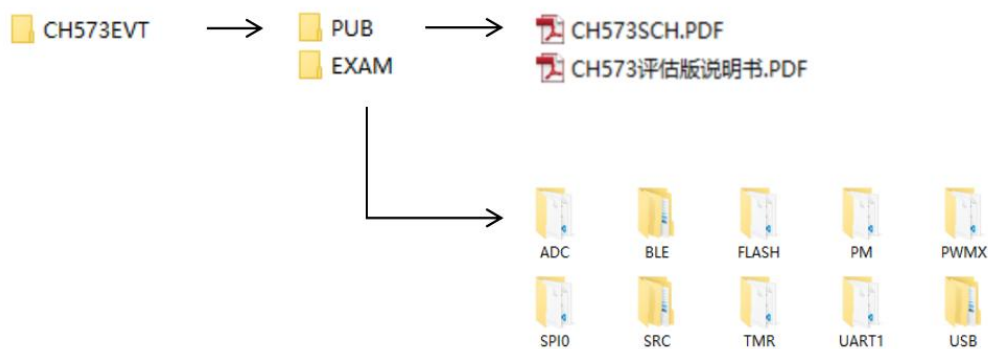 CH573EVT
PUB
EXAM
CH573SCH.PDF
CH573评估版说明书.PDF
ADC
BLE
FLASH
PM
PWMX
SPI0
SRC
TMR
UART1
USB